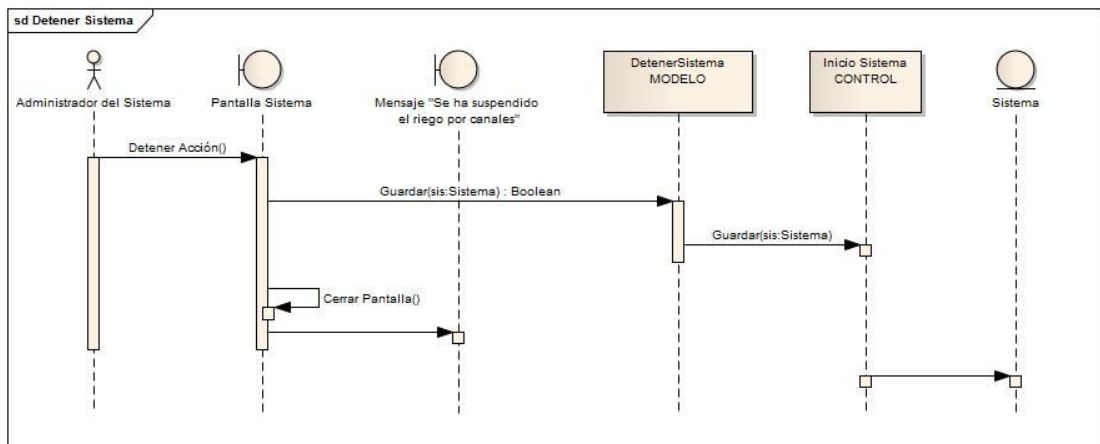 sd Detener Sistema
Administrador del Sistema
Pantalla Sistema
Mensaje "Se ha suspendido
el riego por canales"
DetenerSistema
MODELO
Inicio Sistema
CONTROL
Sistema
Detener Acción()
Guardar(sis:Sistema) : Boolean
Guardar(sis:Sistema)
Cerrar Pantalla()